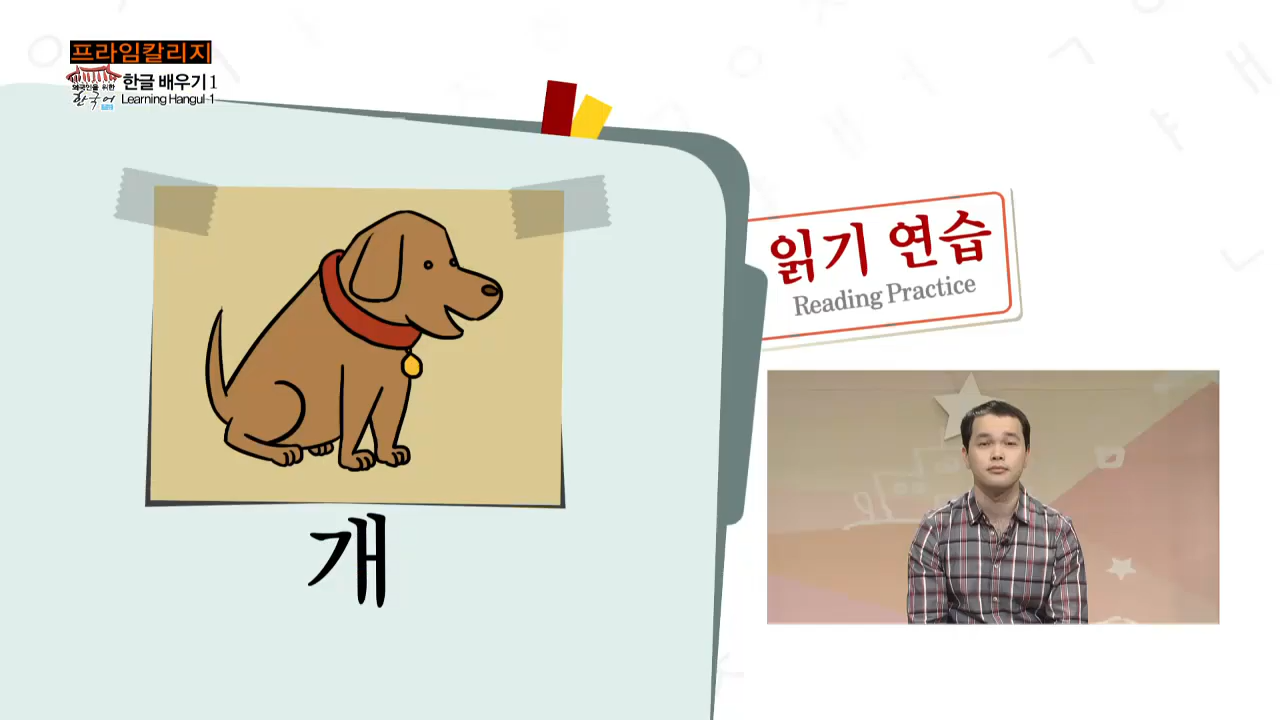 프라임칼리지
외국인을 위한
한국어
한글 배우기 1
Learning Hangul 1
읽기 연습
Reading Practice
개